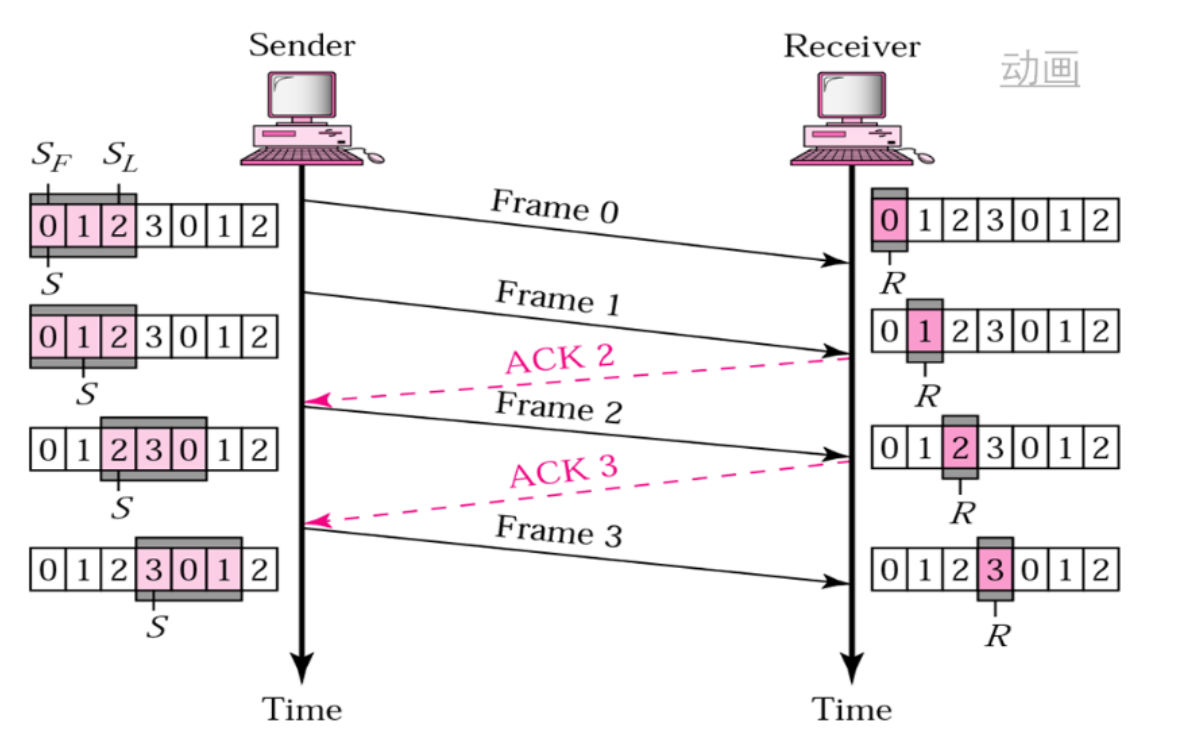 Sender
Receiver
动画
S_F S_L
0 1 2 3 0 1 2
S
Frame 0
0 1 2 3 0 1 2
R
0 1 2 3 0 1 2
S
Frame 1
0 1 2 3 0 1 2
R
ACK 2
Frame 2
0 1 2 3 0 1 2
S
0 1 2 3 0 1 2
R
ACK 3
Frame 3
0 1 2 3 0 1 2
S
0 1 2 3 0 1 2
R
Time
Time